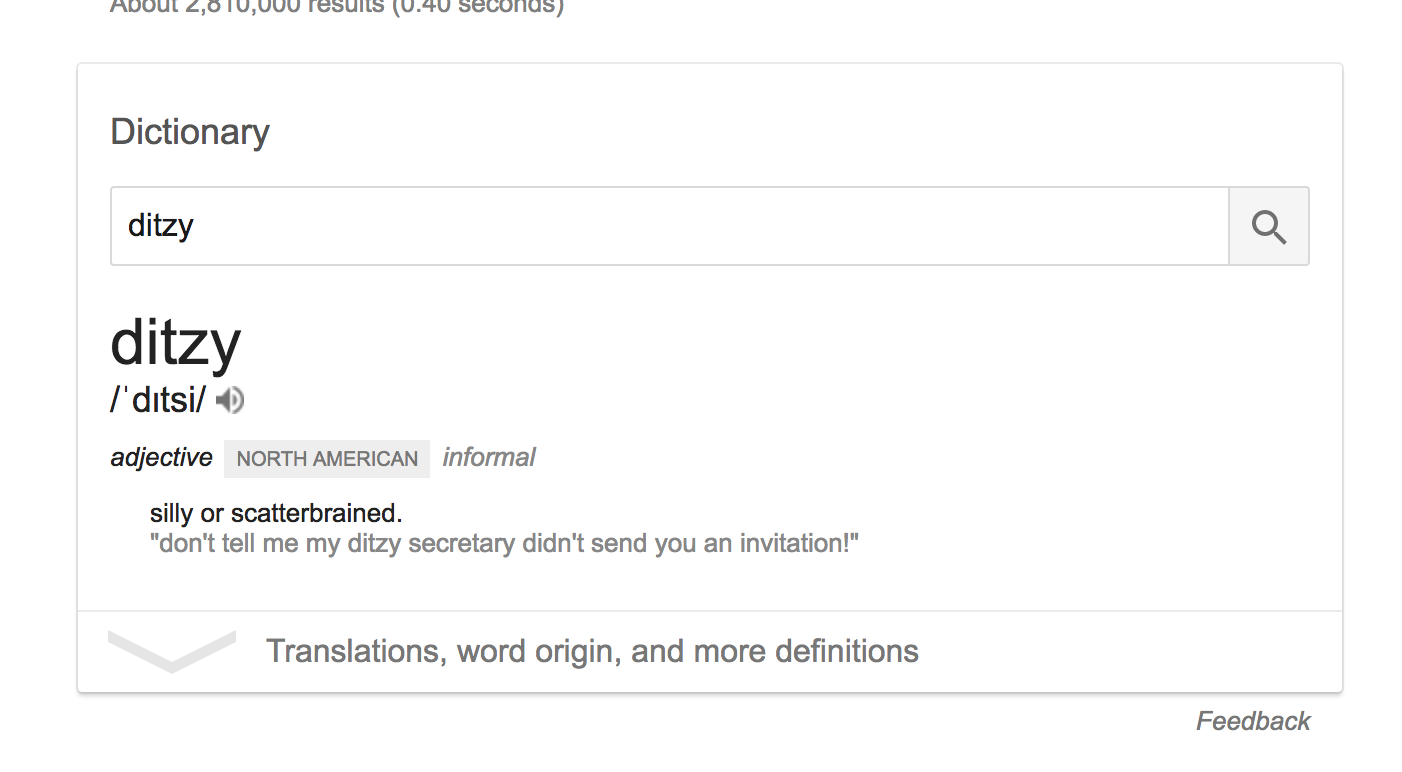 About 2,810,000 results (0.40 seconds)
Dictionary
ditzy
ditzy
/ˈdɪtsi/
adjective NORTH AMERICAN informal
silly or scatterbrained.
"don't tell me my ditzy secretary didn't send you an invitation!"
Translations, word origin, and more definitions
Feedback